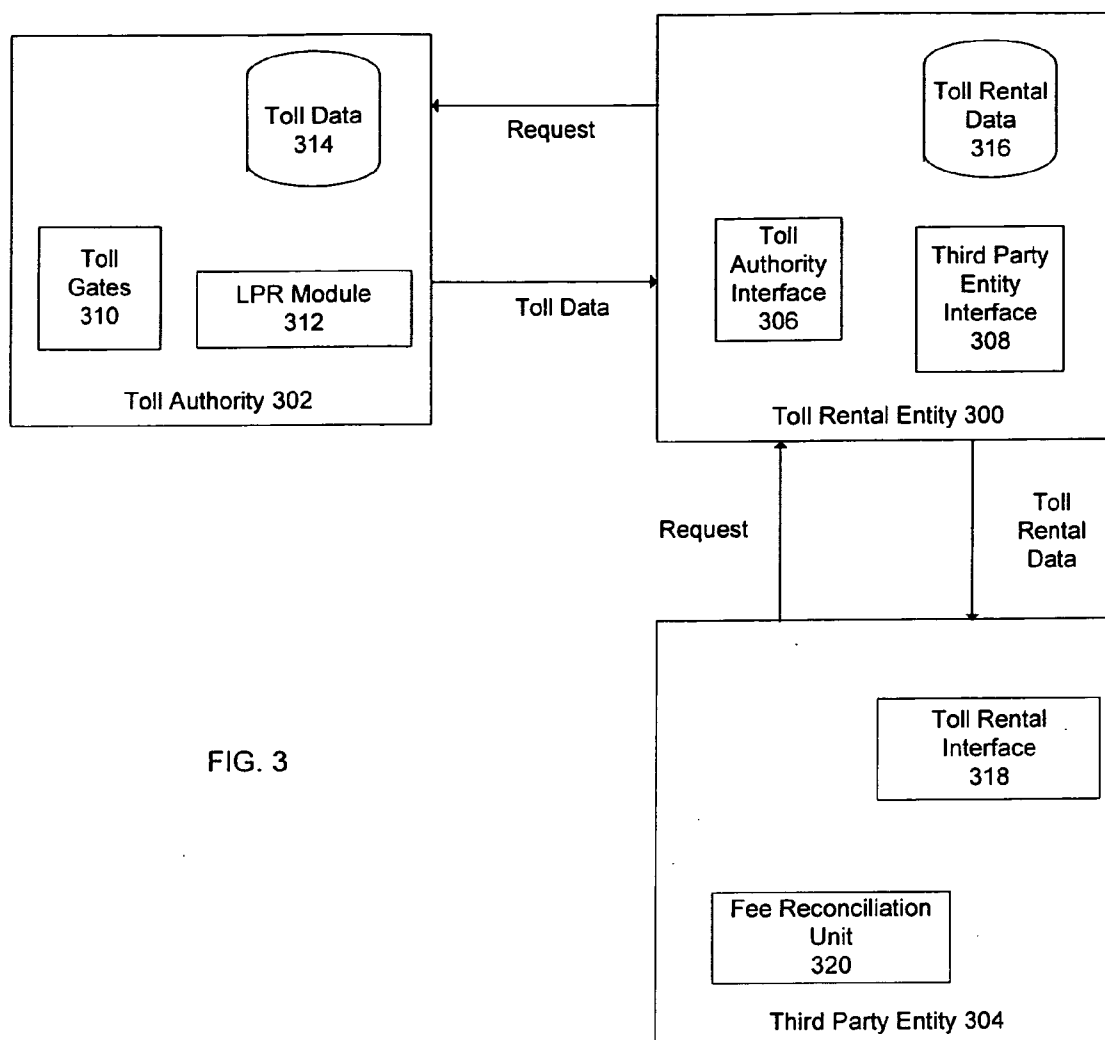 Toll Data
314
Toll
Gates
310
LPR Module
312
Toll Authority 302
Request
Toll Data
Toll Rental
Data
316
Toll
Authority
Interface
306
Third Party
Entity
Interface
308
Toll Rental Entity 300
Request
Toll
Rental
Data
Toll Rental
Interface
318
Fee Reconciliation
Unit
320
Third Party Entity 304
FIG. 3